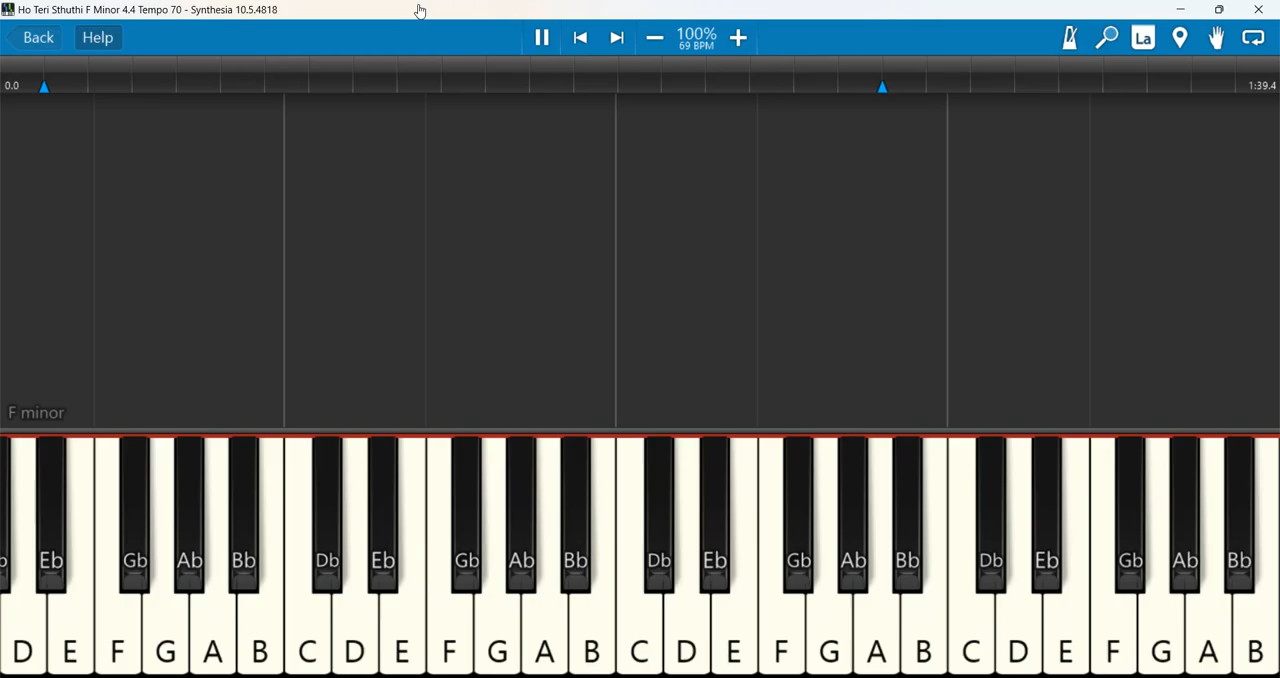 Ho Teri Sthuthi F Minor 4.4 Tempo 70 - Synthesia 10.5.4818
Back Help 100% La
69 BPM
0.0 1:39.4
F minor
Eb Gb Ab Bb Db Eb Gb Ab Bb Db Eb Gb Ab Bb Db Eb Gb Ab Bb
D E F G A B C D E F G A B C D E F G A B C D E F G A B